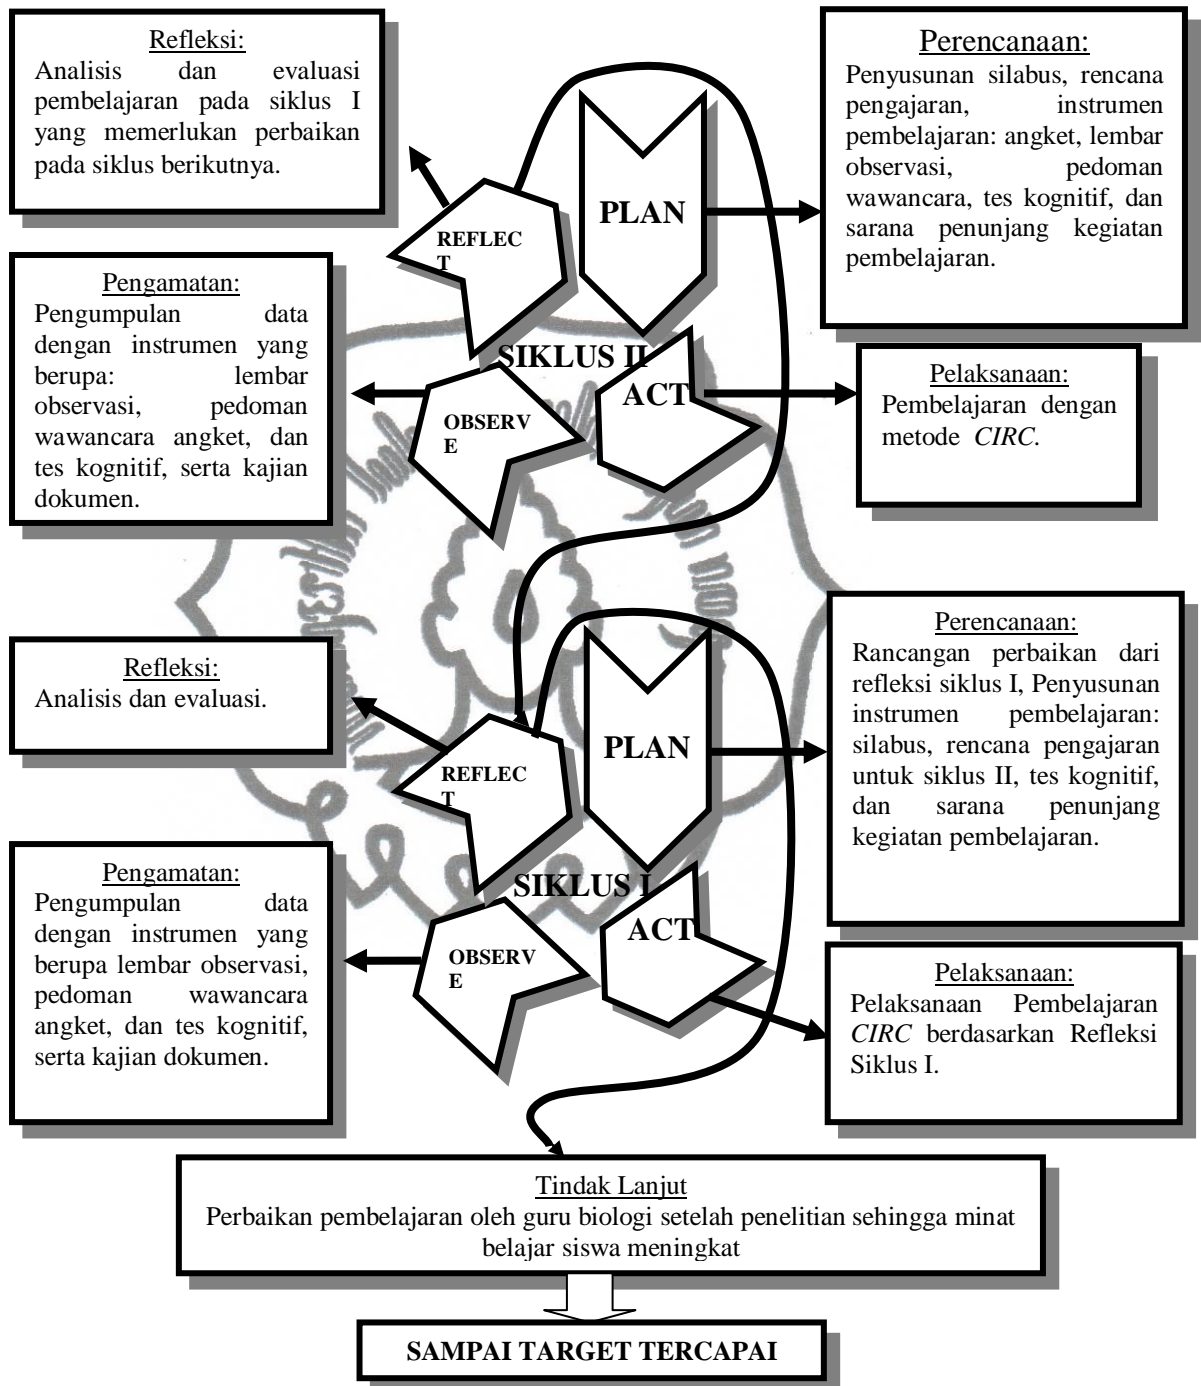 Refleksi:
Analisis dan evaluasi
pembelajaran pada siklus I
yang memerlukan perbaikan
pada siklus berikutnya.
Perencanaan:
Penyusunan silabus, rencana
pengajaran, instrumen
pembelajaran: angket, lembar
observasi, pedoman
wawancara, tes kognitif, dan
sarana penunjang kegiatan
pembelajaran.
PLAN
REFLEC
T
Pengamatan:
Pengumpulan data
dengan instrumen yang
berupa: lembar
observasi, pedoman
wawancara angket, dan
tes kognitif, serta kajian
dokumen.
SIKLUS II
ACT
OBSERV
E
Pelaksanaan:
Pembelajaran dengan
metode CIRC.
Refleksi:
Analisis dan evaluasi.
Perencanaan:
Rancangan perbaikan dari
refleksi siklus I, Penyusunan
instrumen pembelajaran:
silabus, rencana pengajaran
untuk siklus II, tes kognitif,
dan sarana penunjang
kegiatan pembelajaran.
PLAN
REFLEC
T
Pengamatan:
Pengumpulan data
dengan instrumen yang
berupa lembar observasi,
pedoman wawancara
angket, dan tes kognitif,
serta kajian dokumen.
SIKLUS I
ACT
OBSERV
E
Pelaksanaan:
Pelaksanaan Pembelajaran
CIRC berdasarkan Refleksi
Siklus I.
Tindak Lanjut
Perbaikan pembelajaran oleh guru biologi setelah penelitian sehingga minat
belajar siswa meningkat
SAMPAI TARGET TERCAPAI